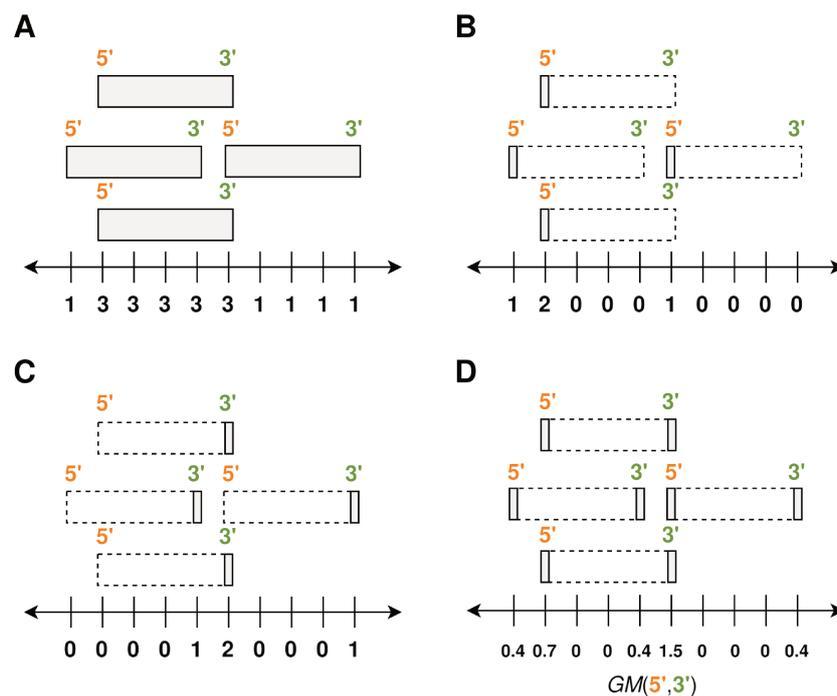 A
5' 3'
5' 3' 5' 3'
5' 3'
1 3 3 3 3 3 1 1 1 1
B
5' 3'
5' 3' 5' 3'
5' 3'
1 2 0 0 0 1 0 0 0 0
C
5' 3'
5' 3' 5' 3'
5' 3'
0 0 0 0 1 2 0 0 0 1
D
5' 3'
5' 3' 5' 3'
5' 3'
0.4 0.7 0 0 0.4 1.5 0 0 0 0.4
GM(5',3')